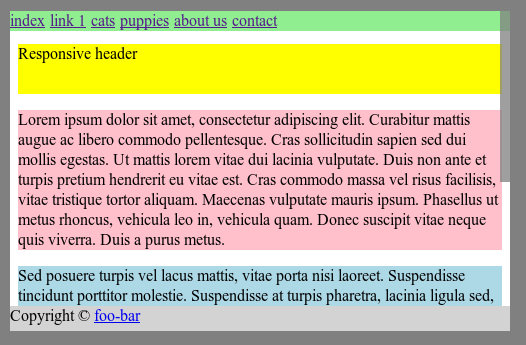 index link 1 cats puppies about us contact
Responsive header
Lorem ipsum dolor sit amet, consectetur adipiscing elit. Curabitur mattis
augue ac libero commodo pellentesque. Cras sollicitudin sapien sed dui
mollis egestas. Ut mattis lorem vitae dui lacinia vulputate. Duis non ante et
turpis pretium hendrerit eu vitae est. Cras commodo massa vel risus facilisis,
vitae tristique tortor aliquam. Maecenas vulputate mauris ipsum. Phasellus ut
metus rhoncus, vehicula leo in, vehicula quam. Donec suscipit vitae neque
quis viverra. Duis a purus metus.
Sed posuere turpis vel lacus mattis, vitae porta nisi laoreet. Suspendisse
tincidunt porttitor molestie. Suspendisse at turpis pharetra, lacinia ligula sed,
Copyright © foo-bar